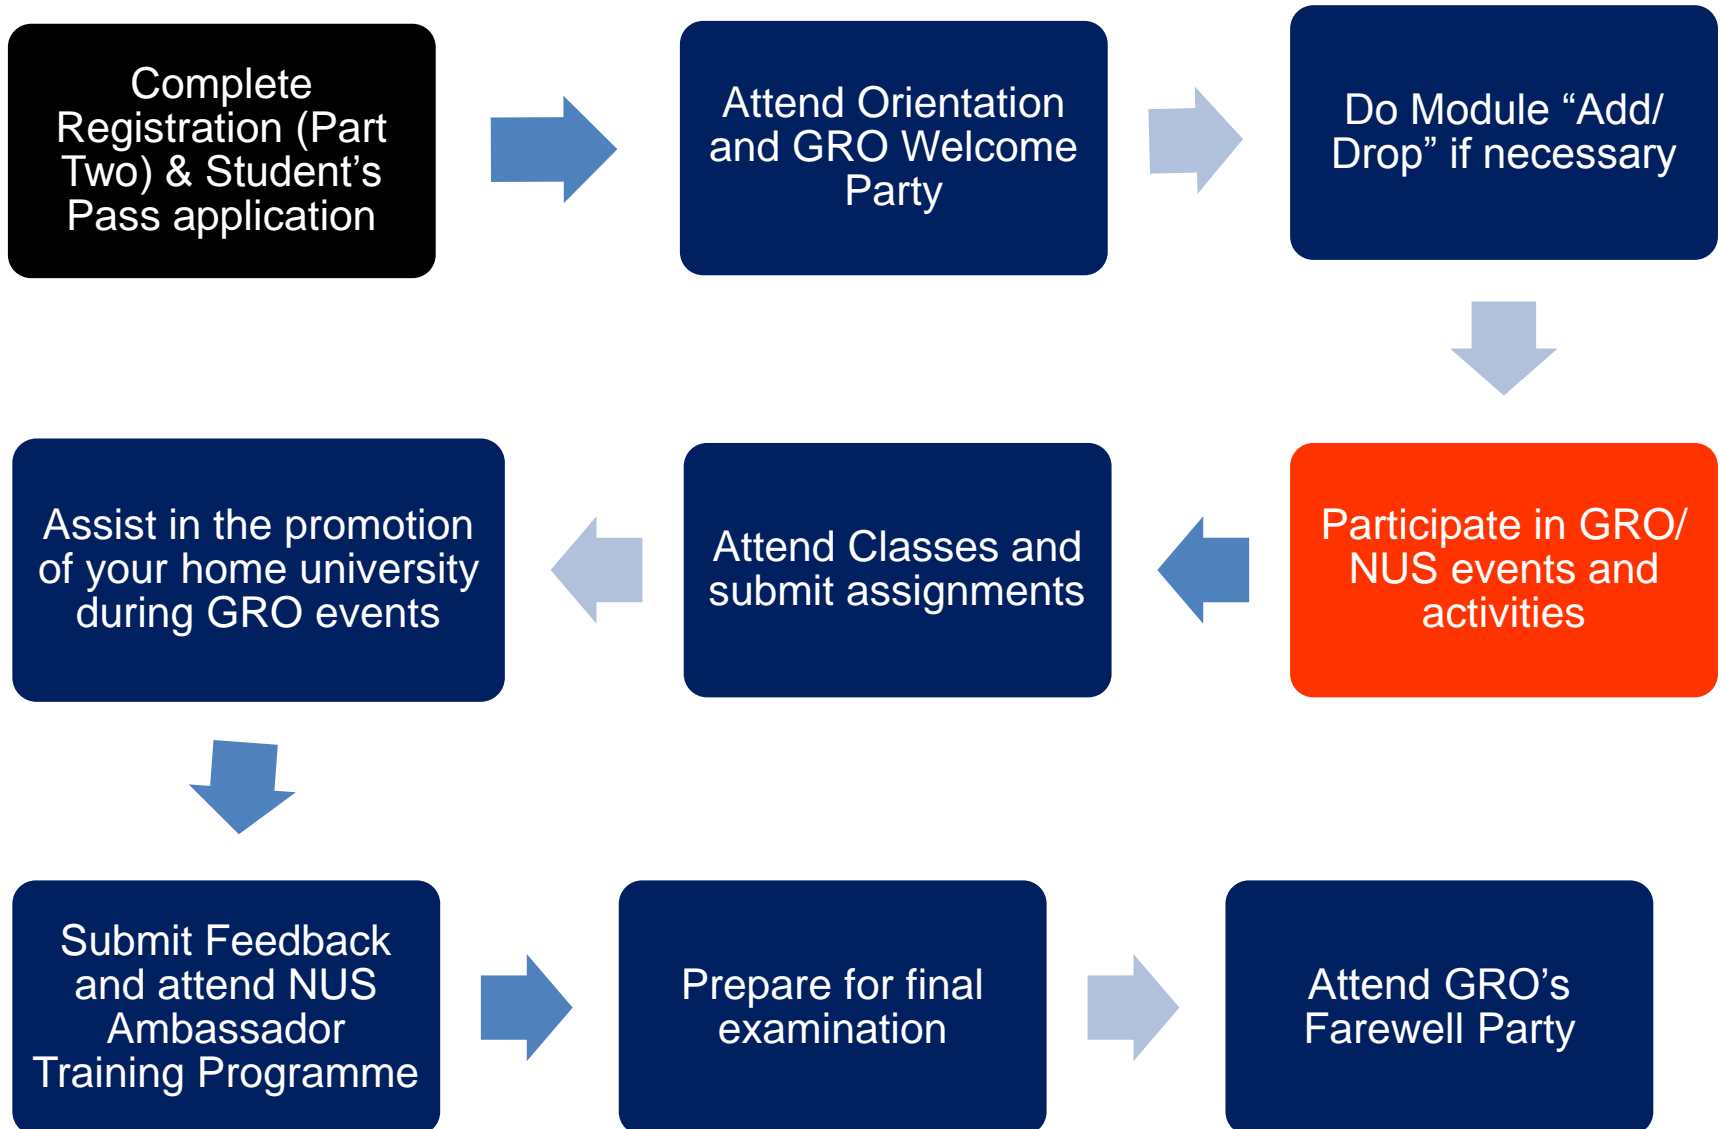 Complete
Registration (Part
Two) & Student’s
Pass application
Attend Orientation
and GRO Welcome
Party
Do Module “Add/
Drop” if necessary
Participate in GRO/
NUS events and
activities
Attend Classes and
submit assignments
Assist in the promotion
of your home university
during GRO events
Submit Feedback
and attend NUS
Ambassador
Training Programme
Prepare for final
examination
Attend GRO’s
Farewell Party